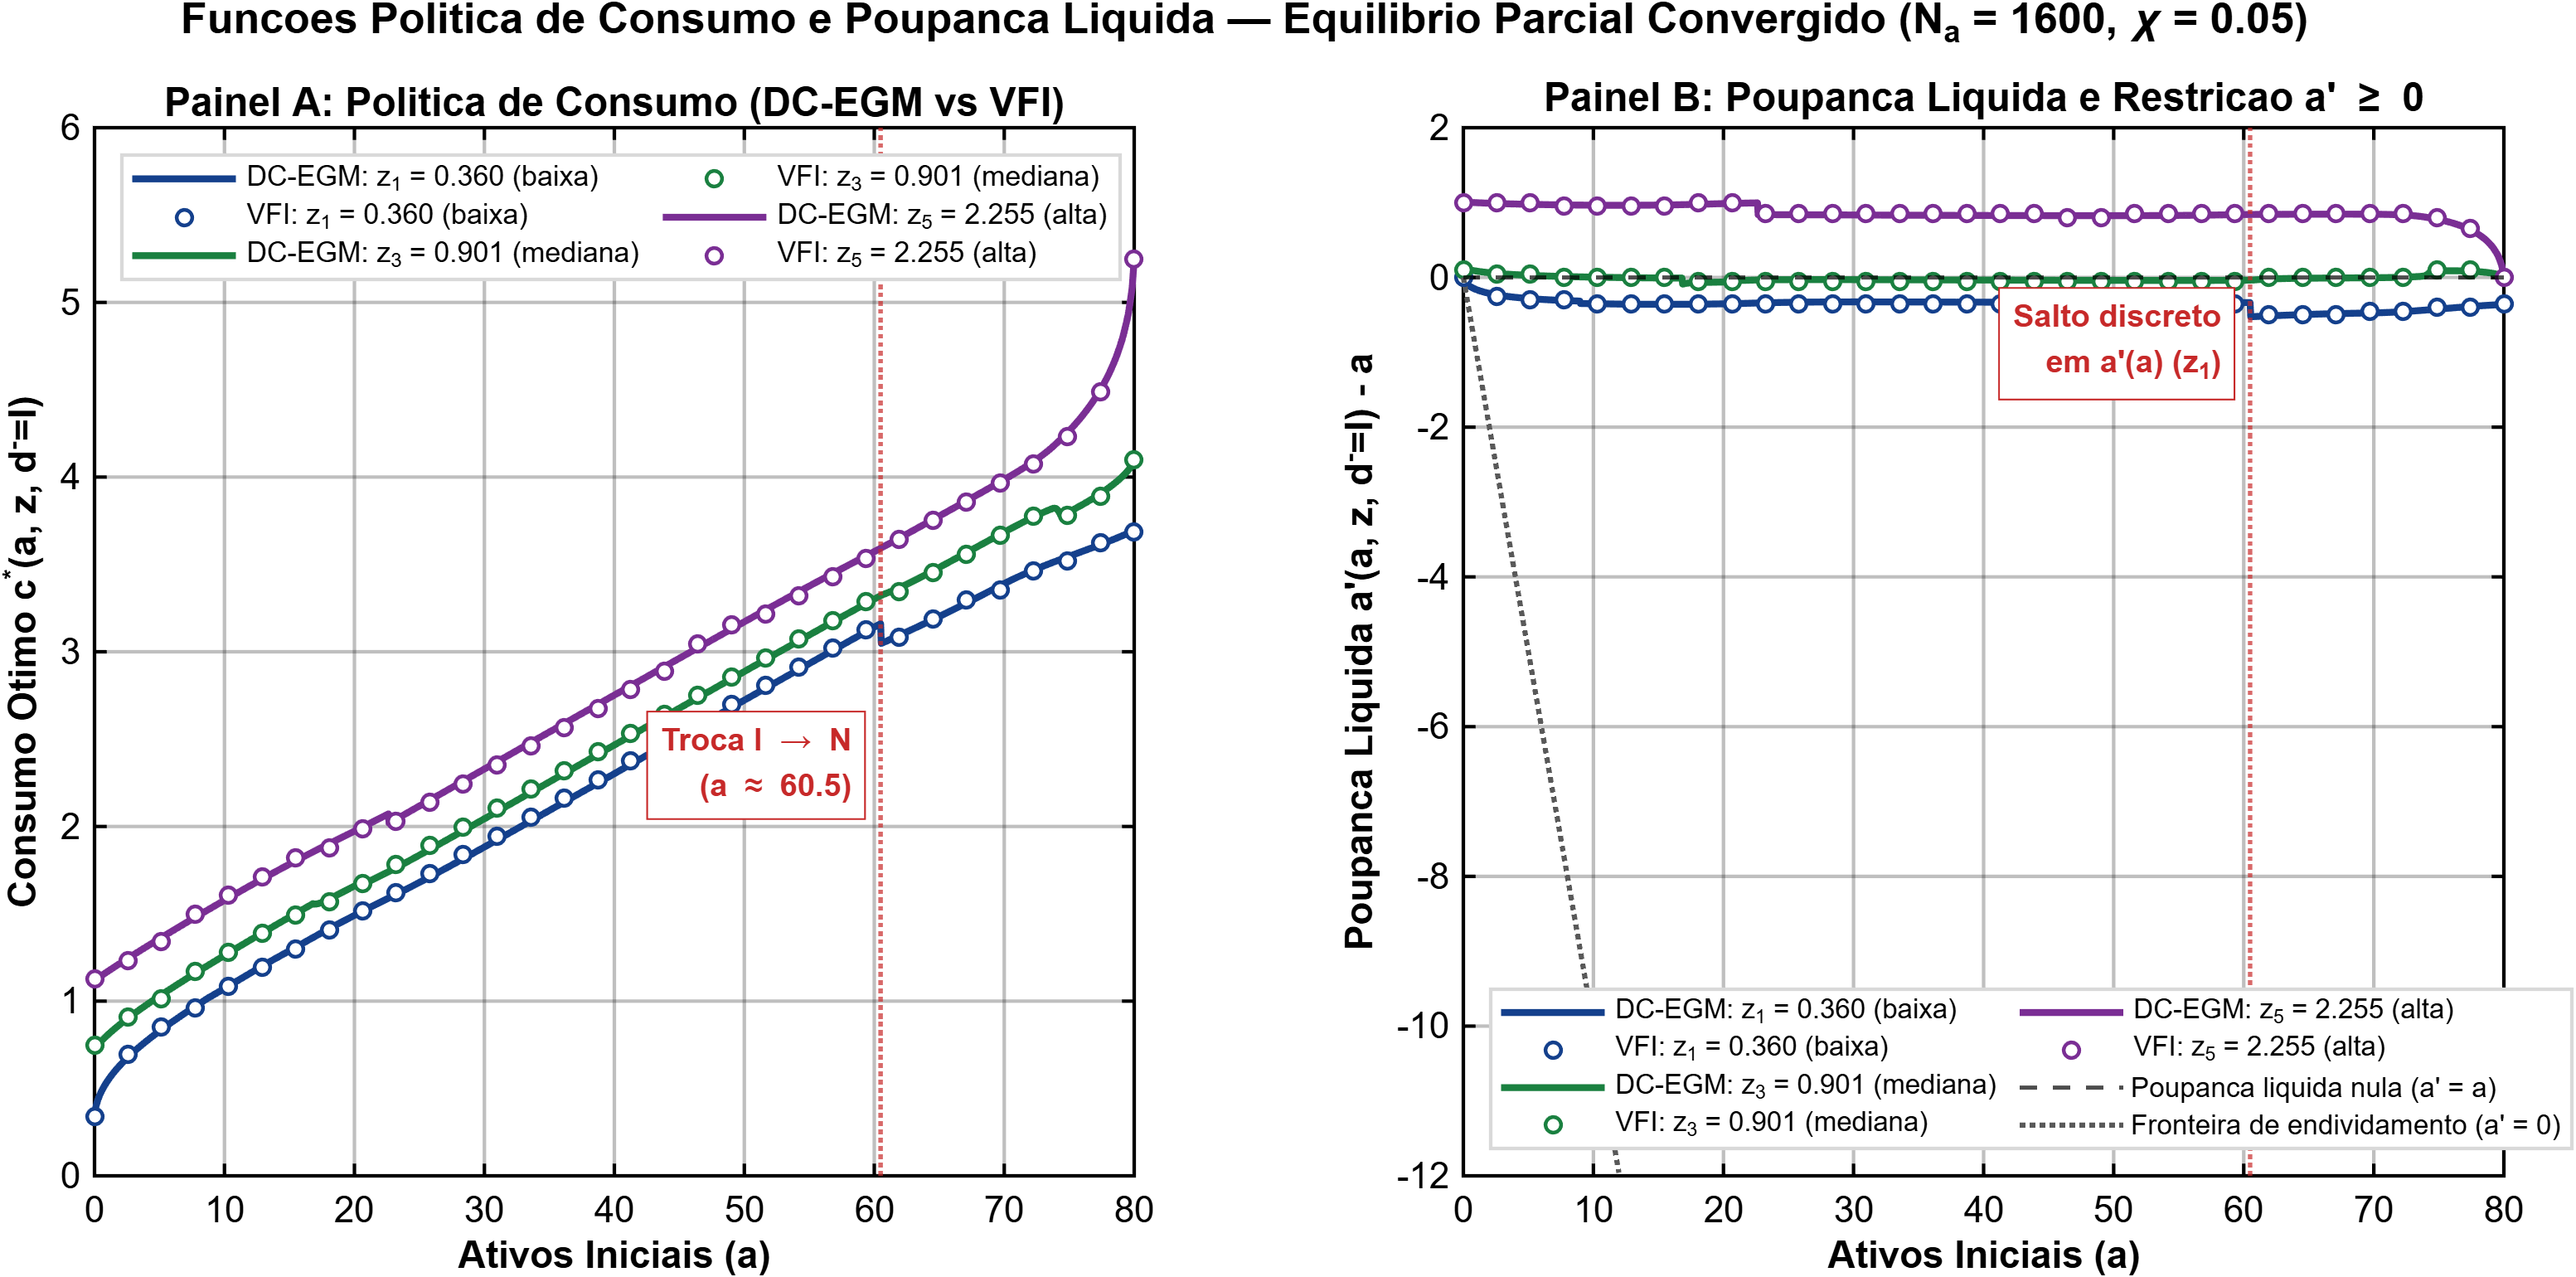 Funcoes Politica de Consumo e Poupanca Liquida — Equilibrio Parcial Convergido (Nₐ = 1600, χ = 0.05)
Painel A: Politica de Consumo (DC-EGM vs VFI)
DC-EGM: z₁ = 0.360 (baixa)
VFI: z₁ = 0.360 (baixa)
DC-EGM: z₃ = 0.901 (mediana)
VFI: z₃ = 0.901 (mediana)
DC-EGM: z₅ = 2.255 (alta)
VFI: z₅ = 2.255 (alta)
6
5
4
3
2
1
0
Consumo Otimo c*(a, z, d⁻=I)
Troca I → N
(a ≈ 60.5)
0 10 20 30 40 50 60 70 80
Ativos Iniciais (a)
Painel B: Poupanca Liquida e Restricao a' ≥ 0
2
0
-2
-4
-6
-8
-10
-12
Poupanca Liquida a'(a, z, d⁻=I) - a
Salto discreto
em a'(a) (z₁)
DC-EGM: z₁ = 0.360 (baixa)
VFI: z₁ = 0.360 (baixa)
DC-EGM: z₃ = 0.901 (mediana)
VFI: z₃ = 0.901 (mediana)
DC-EGM: z₅ = 2.255 (alta)
VFI: z₅ = 2.255 (alta)
Poupanca liquida nula (a' = a)
Fronteira de endividamento (a' = 0)
0 10 20 30 40 50 60 70 80
Ativos Iniciais (a)